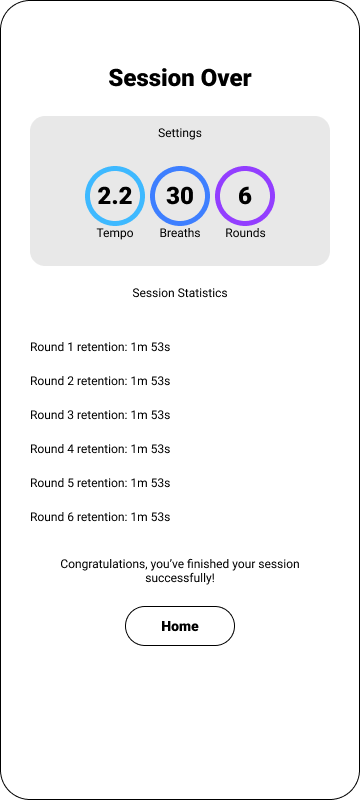 Session Over
Settings
2.2 30 6
Tempo Breaths Rounds
Session Statistics
Round 1 retention: 1m 53s
Round 2 retention: 1m 53s
Round 3 retention: 1m 53s
Round 4 retention: 1m 53s
Round 5 retention: 1m 53s
Round 6 retention: 1m 53s
Congratulations, you’ve finished your session
successfully!
Home